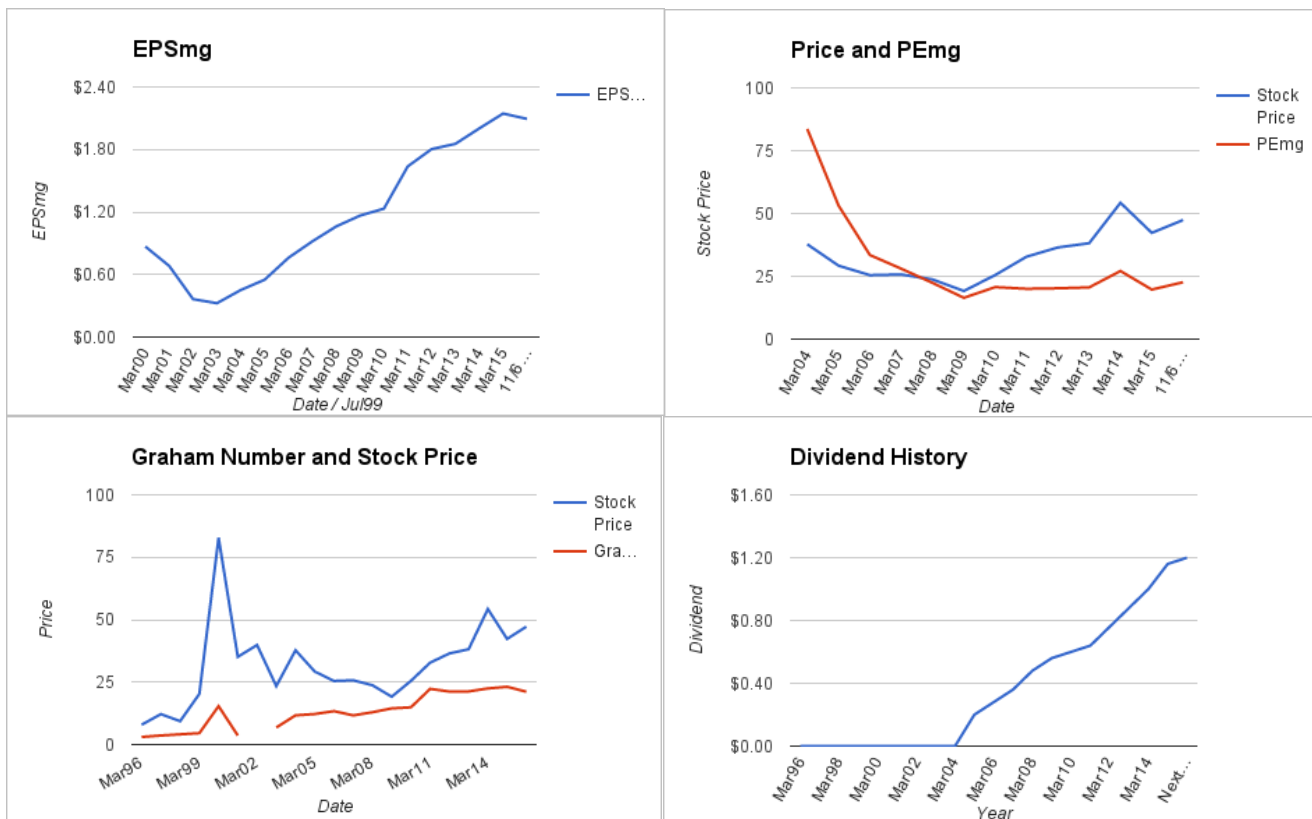 EPSmg
$2.40
$1.80
$1.20
$0.60
$0.00
EPSmg
EPS...
Mar00
Mar01
Mar02
Mar03
Mar04
Mar05
Mar06
Mar07
Mar08
Mar09
Mar10
Mar11
Mar12
Mar13
Mar14
Mar15
11/6...
Date / Jul99
Price and PEmg
100
75
50
25
0
Stock Price
Stock
Price
PEmg
Mar04
Mar05
Mar06
Mar07
Mar08
Mar09
Mar10
Mar11
Mar12
Mar13
Mar14
Mar15
11/6...
Date
Graham Number and Stock Price
100
75
50
25
0
Price
Stock
Price
Gra...
Mar96
Mar99
Mar02
Mar05
Mar08
Mar11
Mar14
Date
Dividend History
$1.60
$1.20
$0.80
$0.40
$0.00
Dividend
Mar96
Mar98
Mar00
Mar02
Mar04
Mar06
Mar08
Mar10
Mar12
Mar14
Next...
Year